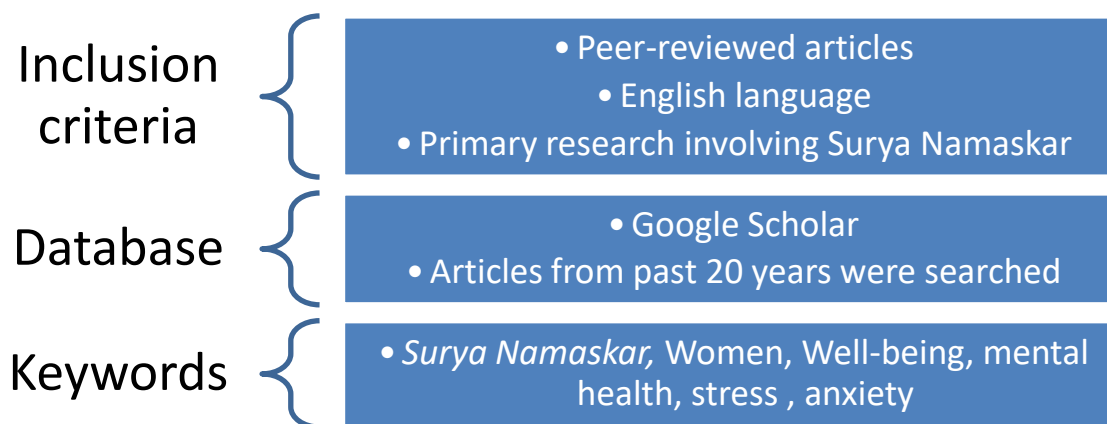 Inclusion
criteria
• Peer-reviewed articles
• English language
• Primary research involving Surya Namaskar
Database
• Google Scholar
• Articles from past 20 years were searched
Keywords
• Surya Namaskar, Women, Well-being, mental
health, stress , anxiety